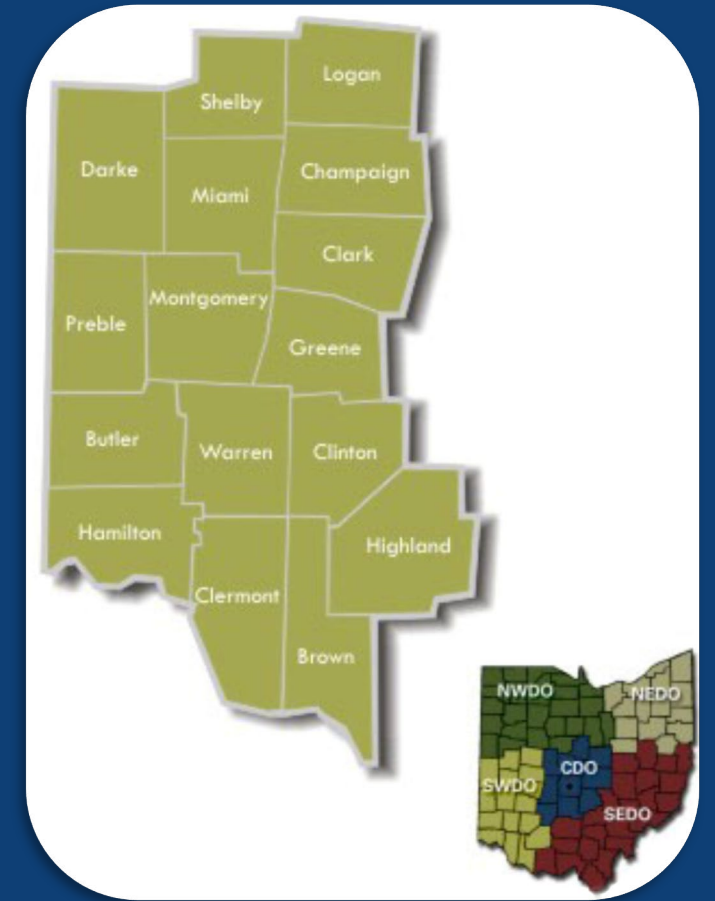 Logan
Shelby
Darke
Champaign
Miami
Clark
Montgomery
Preble
Greene
Butler
Warren
Clinton
Hamilton
Highland
Clermont
Brown
NWDO
NEDO
CDO
SWDO
SEDO